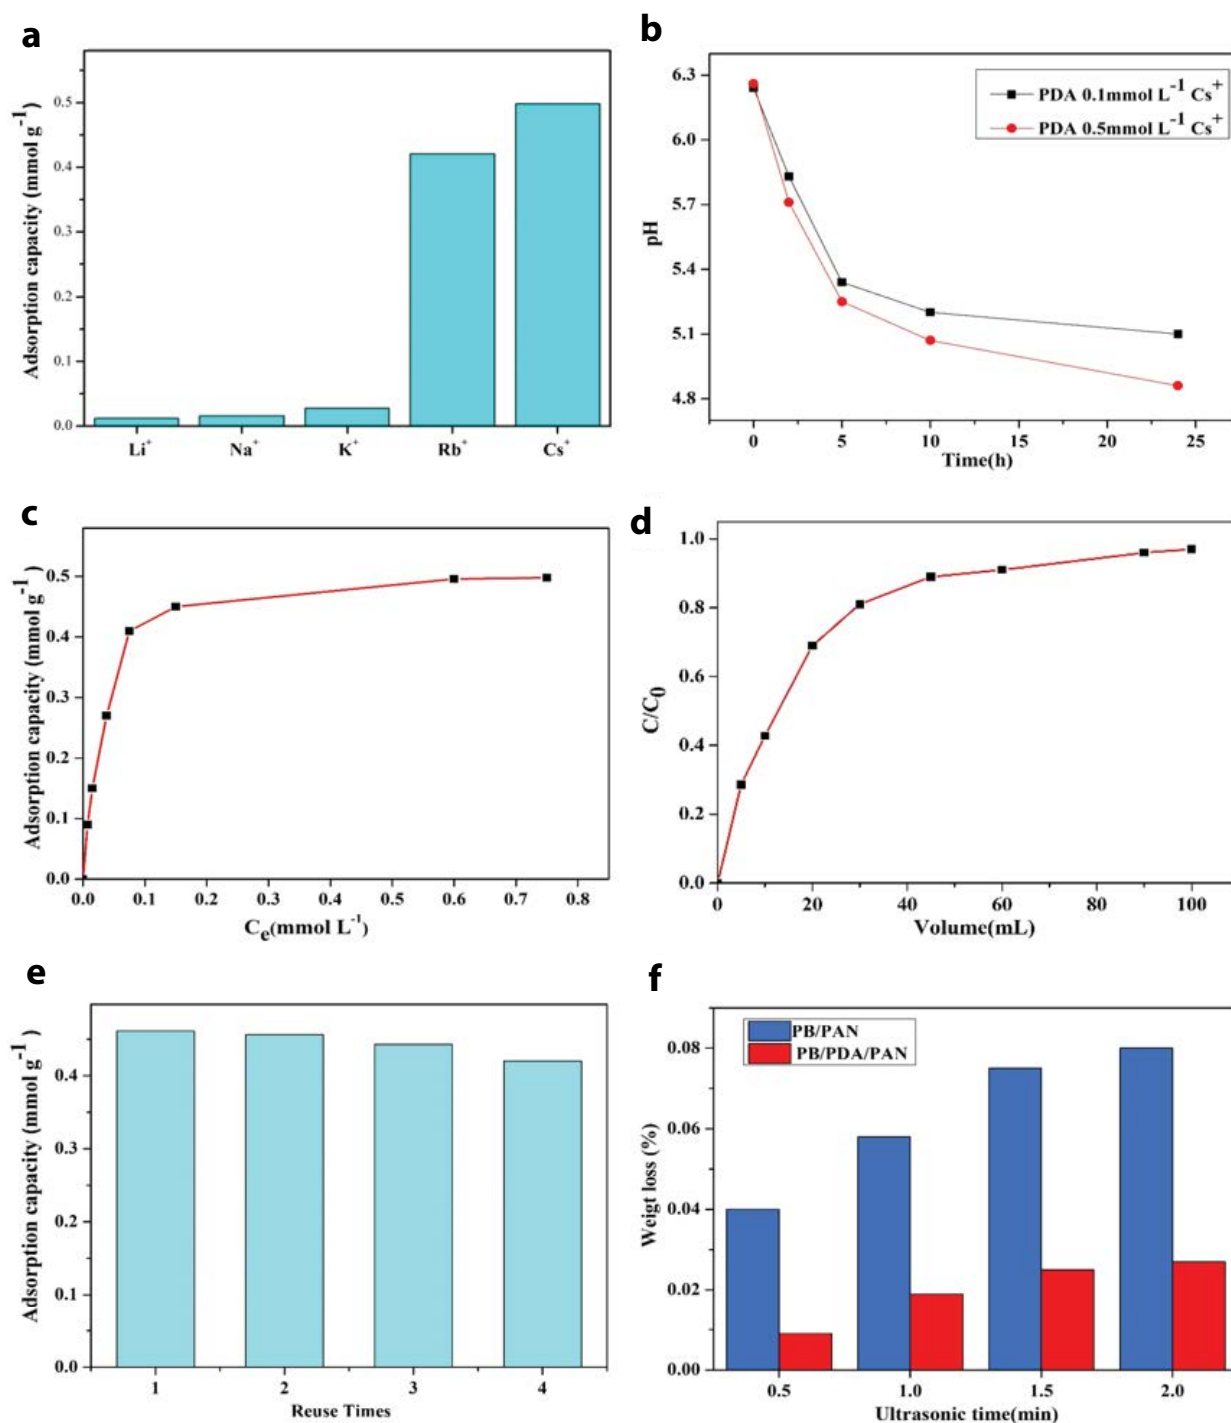 a
Adsorption capacity (mmol g⁻¹)
0.5
0.4
0.3
0.2
0.1
0.0
Li⁺ Na⁺ K⁺ Rb⁺ Cs⁺
b
pH
6.3
6.0
5.7
5.4
5.1
4.8
PDA 0.1mmol L⁻¹ Cs⁺
PDA 0.5mmol L⁻¹ Cs⁺
0 5 10 15 20 25
Time(h)
c
Adsorption capacity (mmol g⁻¹)
0.5
0.4
0.3
0.2
0.1
0.0
0.0 0.1 0.2 0.3 0.4 0.5 0.6 0.7 0.8
Cₑ(mmol L⁻¹)
d
C/C₀
1.0
0.8
0.6
0.4
0.2
0.0
0 20 40 60 80 100
Volume(mL)
e
Adsorption capacity (mmol g⁻¹)
0.4
0.3
0.2
0.1
0.0
1 2 3 4
Reuse Times
f
Weigt loss (%)
0.08
0.06
0.04
0.02
0.00
PB/PAN
PB/PDA/PAN
0.5 1.0 1.5 2.0
Ultrasonic time(min)